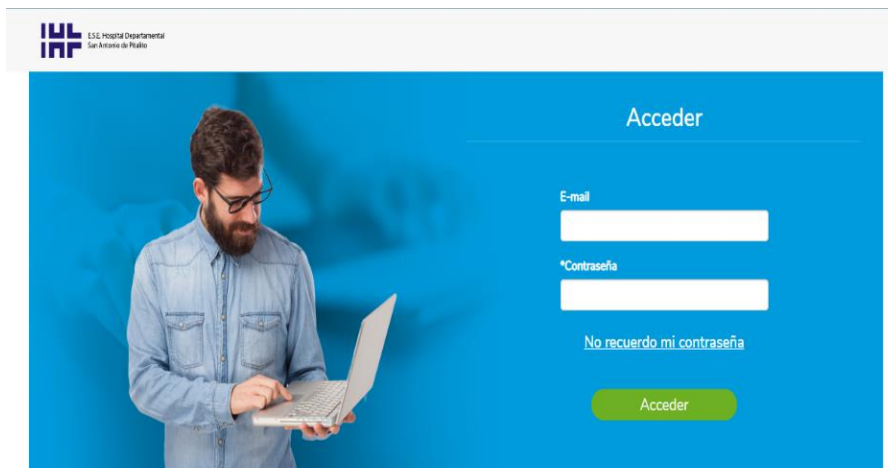 E.S.E. Hospital Departamental
San Antonio de Pitalito
Acceder
E-mail
*Contraseña
No recuerdo mi contraseña
Acceder